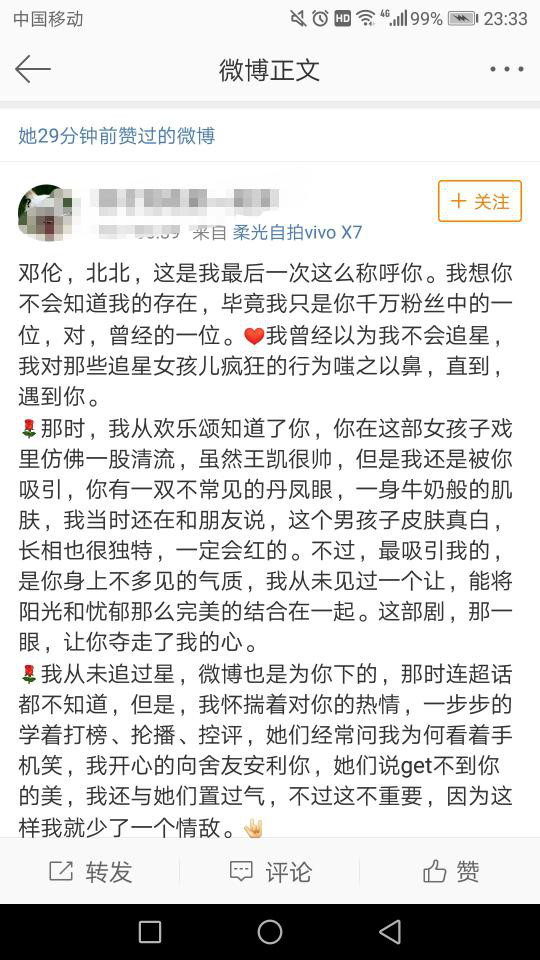 中国移动 HD 4G 99% 23:33
微博正文
她29分钟前赞过的微博
+ 关注
来自 柔光自拍vivo X7
邓伦，北北，这是我最后一次这么称呼你。我想你
不会知道我的存在，毕竟我只是你千万粉丝中的一
位，对，曾经的一位。❤️我曾经以为我不会追星，
我对那些追星女孩儿疯狂的行为嗤之以鼻，直到，
遇到你。
🌹那时，我从欢乐颂知道了你，你在这部女孩子戏
里仿佛一股清流，虽然王凯很帅，但是我还是被你
吸引，你有一双不常见的丹凤眼，一身牛奶般的肌
肤，我当时还在和朋友说，这个男孩子皮肤真白，
长相也很独特，一定会红的。不过，最吸引我的，
是你身上不多见的气质，我从未见过一个让，能将
阳光和忧郁那么完美的结合在一起。这部剧，那一
眼，让你夺走了我的心。
🌹我从未追过星，微博也是为你下的，那时连超话
都不知道，但是，我怀揣着对你的热情，一步步的
学着打榜、抡播、控评，她们经常问我为何看着手
机笑，我开心的向舍友安利你，她们说get不到你
的美，我还与她们置过气，不过这不重要，因为这
样我就少了一个情敌。🤟
转发 评论 赞